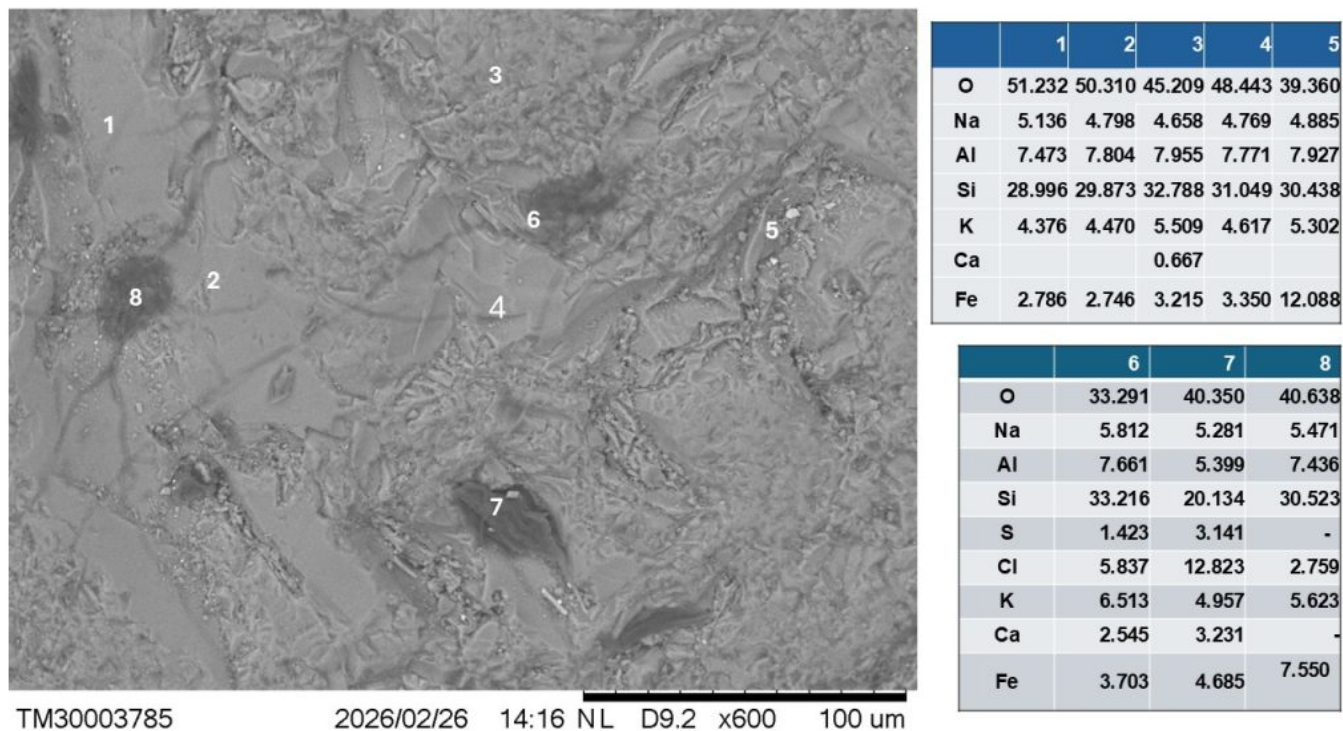 1
3
6
5
2
8
4
7
TM30003785 2026/02/26 14:16 NL D9.2 x600 100 um
1 2 3 4 5
O 51.232 50.310 45.209 48.443 39.360
Na 5.136 4.798 4.658 4.769 4.885
Al 7.473 7.804 7.955 7.771 7.927
Si 28.996 29.873 32.788 31.049 30.438
K 4.376 4.470 5.509 4.617 5.302
Ca 0.667
Fe 2.786 2.746 3.215 3.350 12.088
6 7 8
O 33.291 40.350 40.638
Na 5.812 5.281 5.471
Al 7.661 5.399 7.436
Si 33.216 20.134 30.523
S 1.423 3.141 -
Cl 5.837 12.823 2.759
K 6.513 4.957 5.623
Ca 2.545 3.231 -
Fe 3.703 4.685 7.550